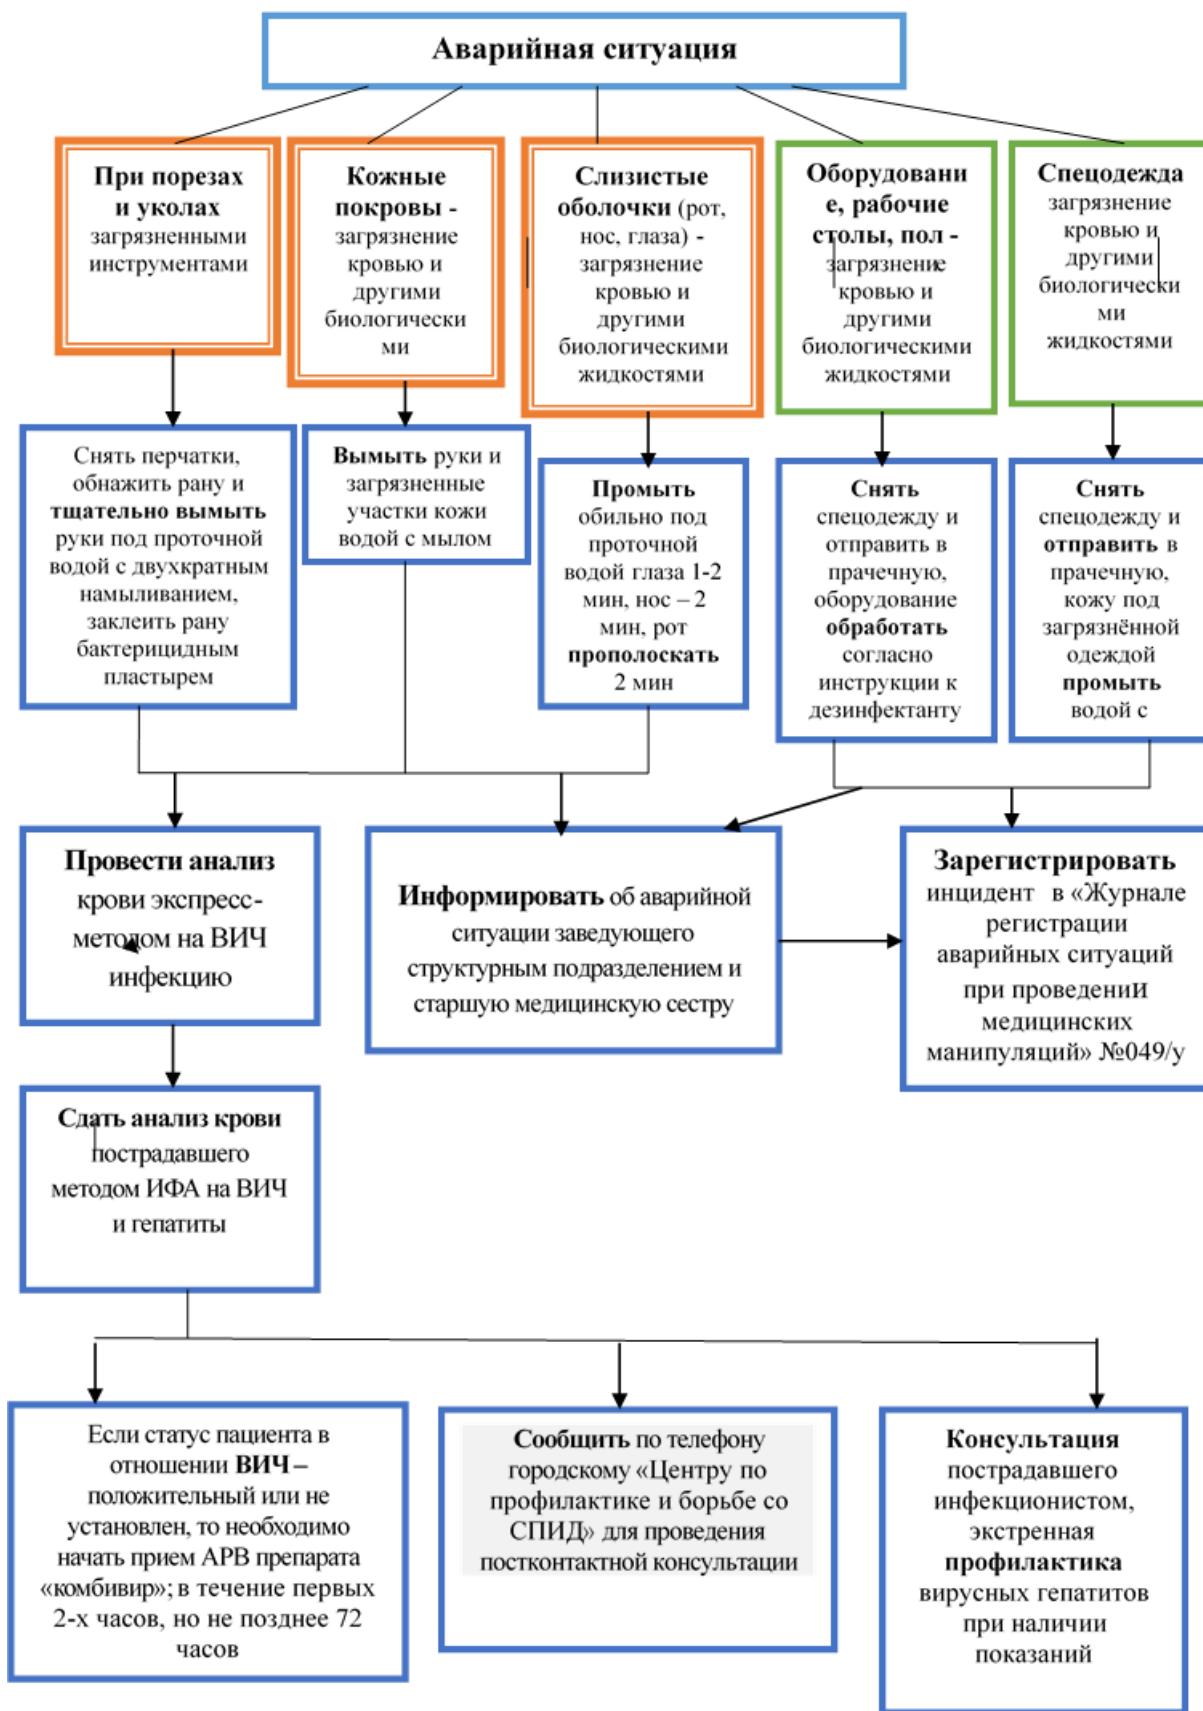 Аварийная ситуация
При порезах
и уколах
загрязненными
инструментами
Кожные
покровы -
загрязнение
кровью и
другими
биологически
ми
Слизистые
оболочки (рот,
нос, глаза) -
загрязнение
кровью и
другими
биологическими
жидкостями
Оборудовани
е, рабочие
столы, пол -
загрязнение
кровью и
другими
биологическими
жидкостями
Спецодежда
загрязнение
кровью и
другими
биологически
ми
жидкостями
Снять перчатки,
обнажить рану и
тщательно вымыть
руки под проточной
водой с двухкратным
намыливанием,
заклеить рану
бактерицидным
пластырем
Вымыть руки и
загрязненные
участки кожи
водой с мылом
Промыть
обильно под
проточной
водой глаза 1-2
мин, нос – 2
мин, рот
прополоскать
2 мин
Снять
спецодежду и
отправить в
прачечную,
оборудование
обработать
согласно
инструкции к
дезинфектанту
Снять
спецодежду и
отправить в
прачечную,
кожу под
загрязнённой
одеждой
промыть
водой с
Провести анализ
крови экспресс-
методом на ВИЧ
инфекцию
Информировать об аварийной
ситуации заведующего
структурным подразделением и
старшую медицинскую сестру
Зарегистрировать
инцидент в «Журнале
регистрации
аварийных ситуаций
при проведении
медицинских
манипуляций» №049/у
Сдать анализ крови
пострадавшего
методом ИФА на ВИЧ
и гепатиты
Если статус пациента в
отношении ВИЧ –
положительный или не
установлен, то необходимо
начать прием АРВ препарата
«комбивир»; в течение первых
2-х часов, но не позднее 72
часов
Сообщить по телефону
городскому «Центру по
профилактике и борьбе со
СПИД» для проведения
постконтактной консультации
Консультация
пострадавшего
инфекционистом,
экстренная
профилактика
вирусных гепатитов
при наличии
показаний